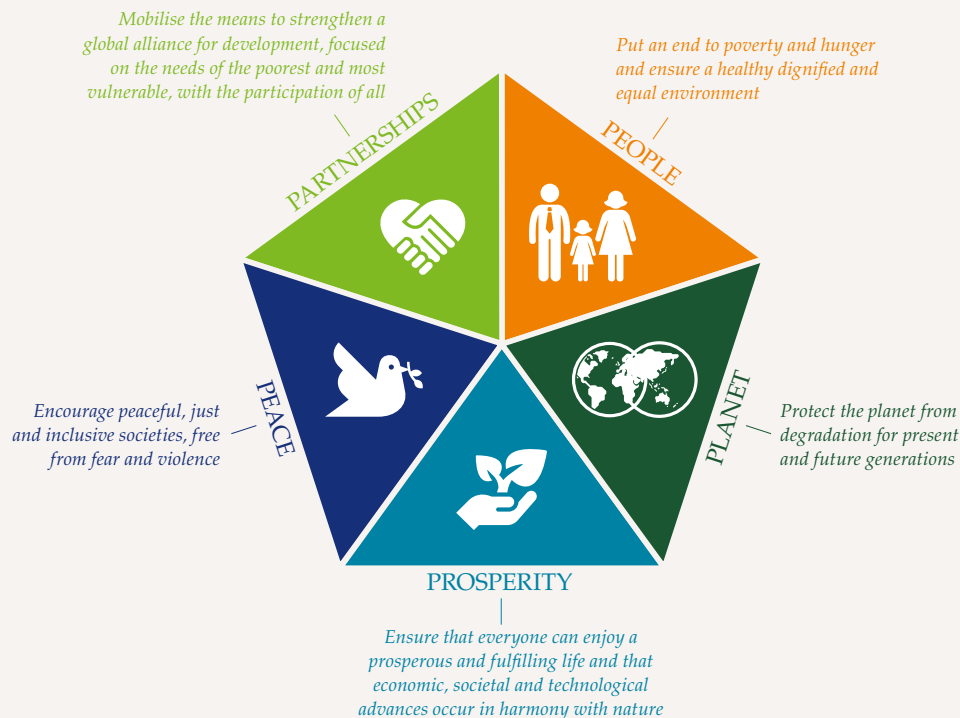 Mobilise the means to strengthen a
global alliance for development, focused
on the needs of the poorest and most
vulnerable, with the participation of all
PARTNERSHIPS
Put an end to poverty and hunger
and ensure a healthy dignified and
equal environment
PEOPLE
Encourage peaceful, just
and inclusive societies, free
from fear and violence
PEACE
PLANET
Protect the planet from
degradation for present
and future generations
PROSPERITY
Ensure that everyone can enjoy a
prosperous and fulfilling life and that
economic, societal and technological
advances occur in harmony with nature